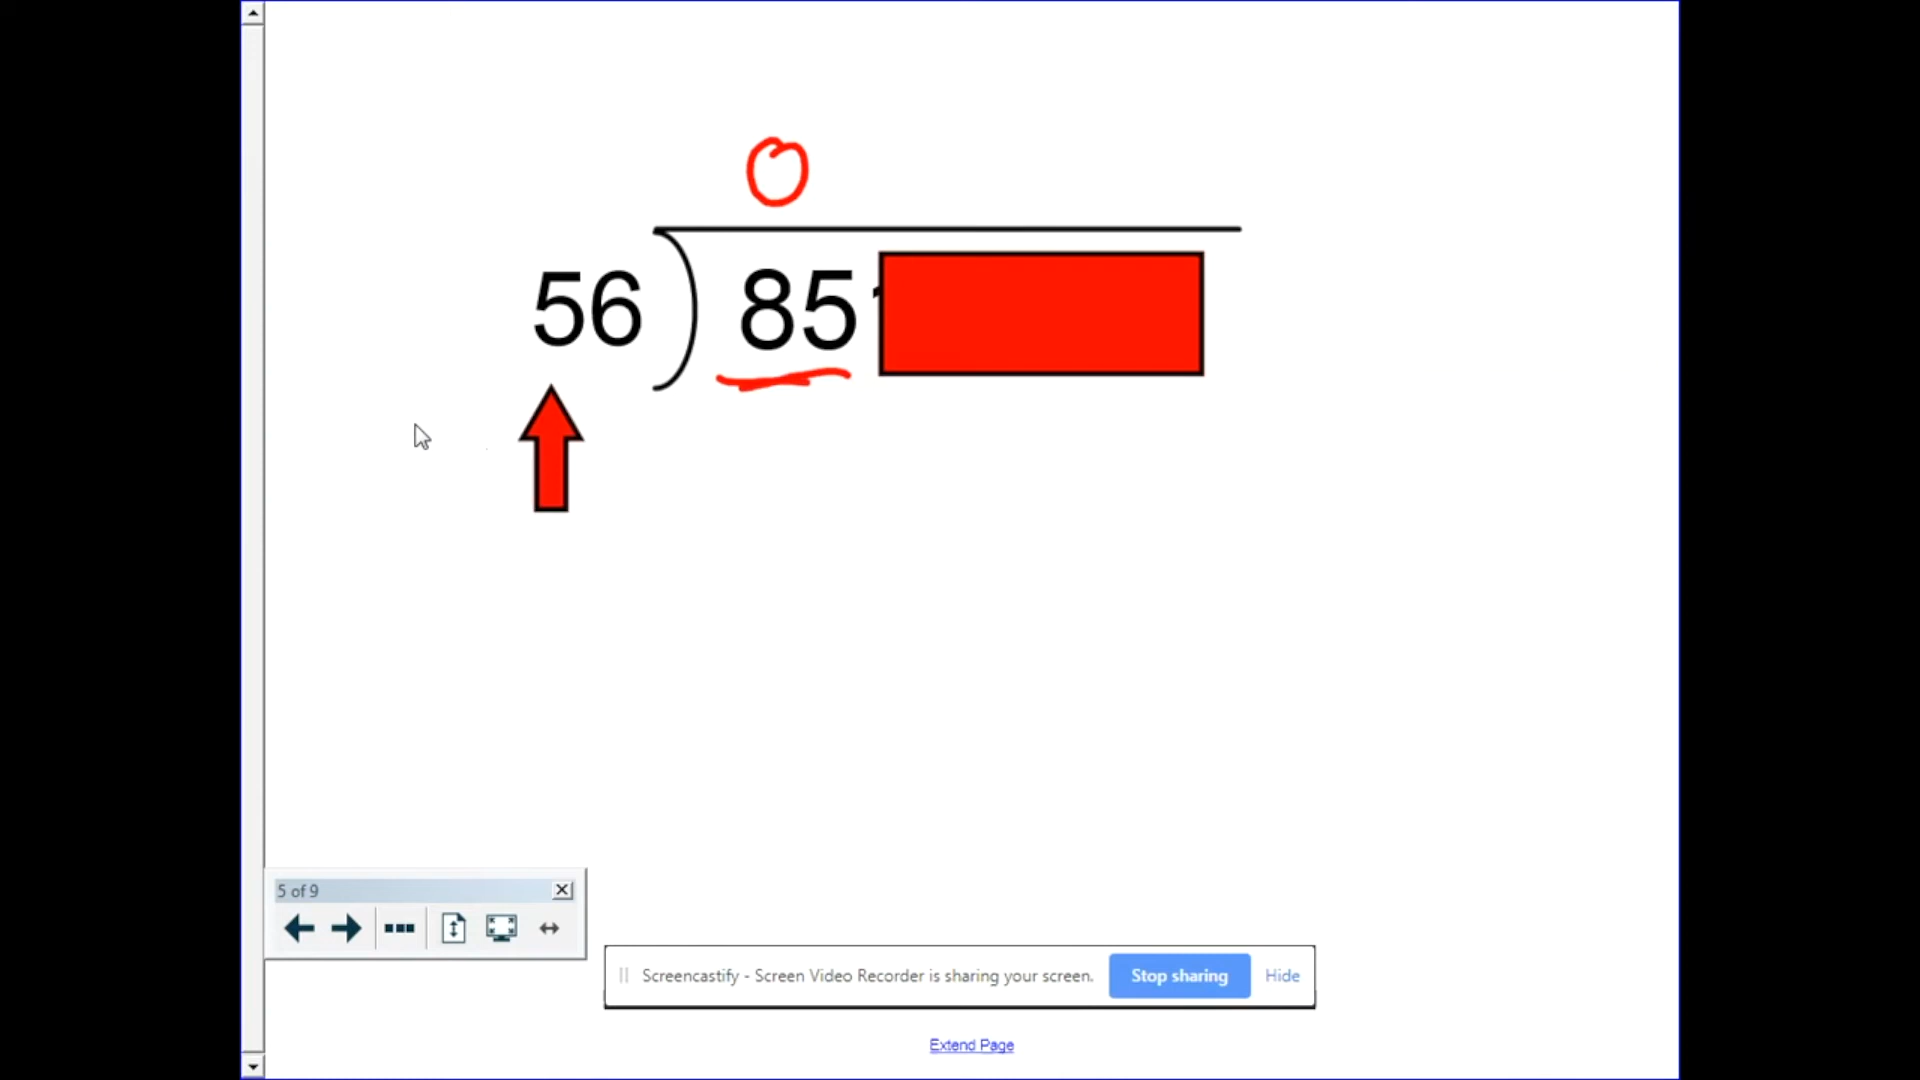 0
56 85
5 of 9
Screencastify - Screen Video Recorder is sharing your screen. Stop sharing Hide
Extend Page